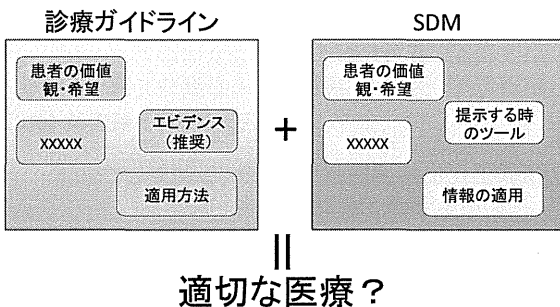 診療ガイドライン
患者の価値
観・希望
エビデンス
(推奨)
XXXXX
適用方法
+
SDM
患者の価値
観・希望
提示する時
のツール
XXXXX
情報の適用
=
適切な医療？